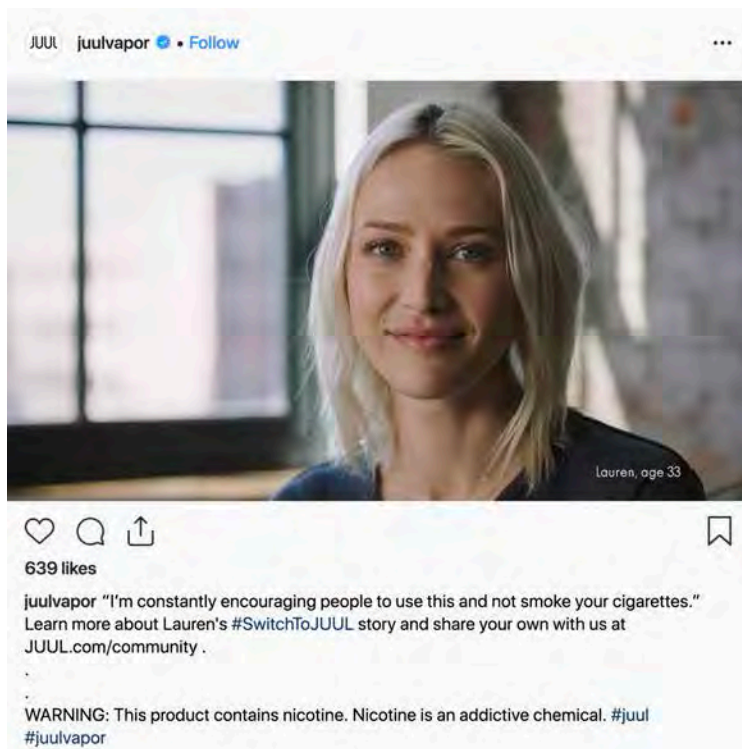 JUUL juulvapor • Follow
Lauren, age 33
639 likes
juulvapor “I'm constantly encouraging people to use this and not smoke your cigarettes.”
Learn more about Lauren's #SwitchToJUUL story and share your own with us at
JUUL.com/community .
.
.
WARNING: This product contains nicotine. Nicotine is an addictive chemical. #juul
#juulvapor